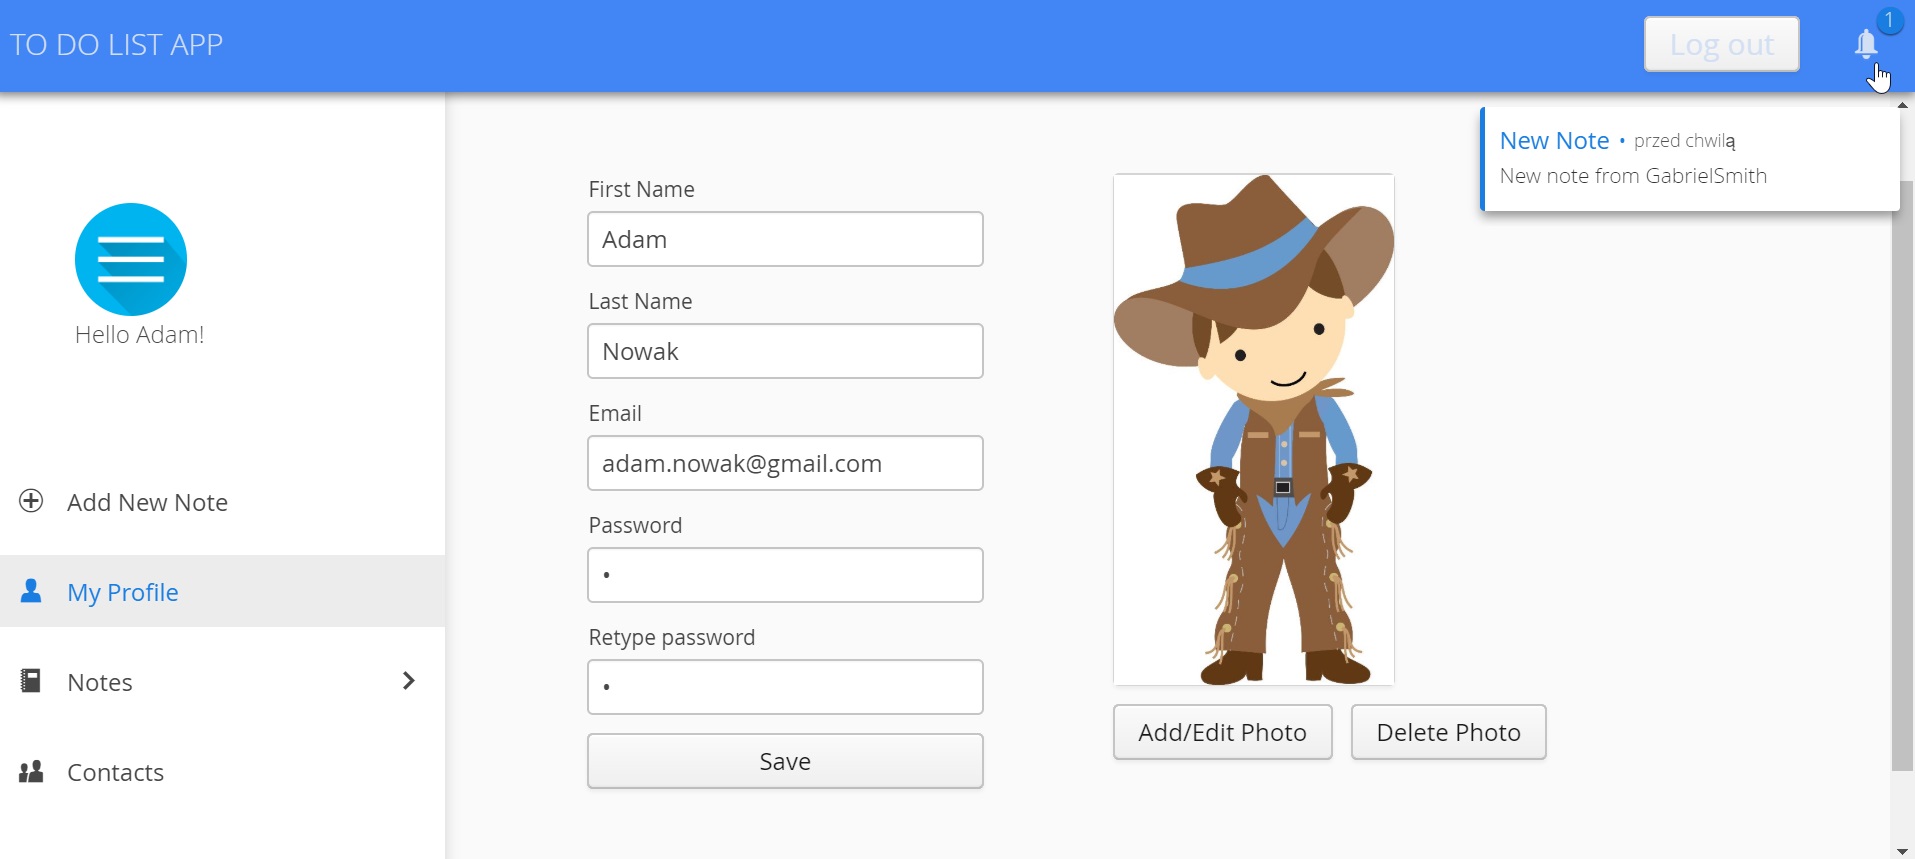 TO DO LIST APP
Log out
1
New Note • przed chwilą
New note from GabrielSmith
Hello Adam!
Add New Note
My Profile
Notes
Contacts
First Name
Adam
Last Name
Nowak
Email
adam.nowak@gmail.com
Password
•
Retype password
•
Save
Add/Edit Photo
Delete Photo